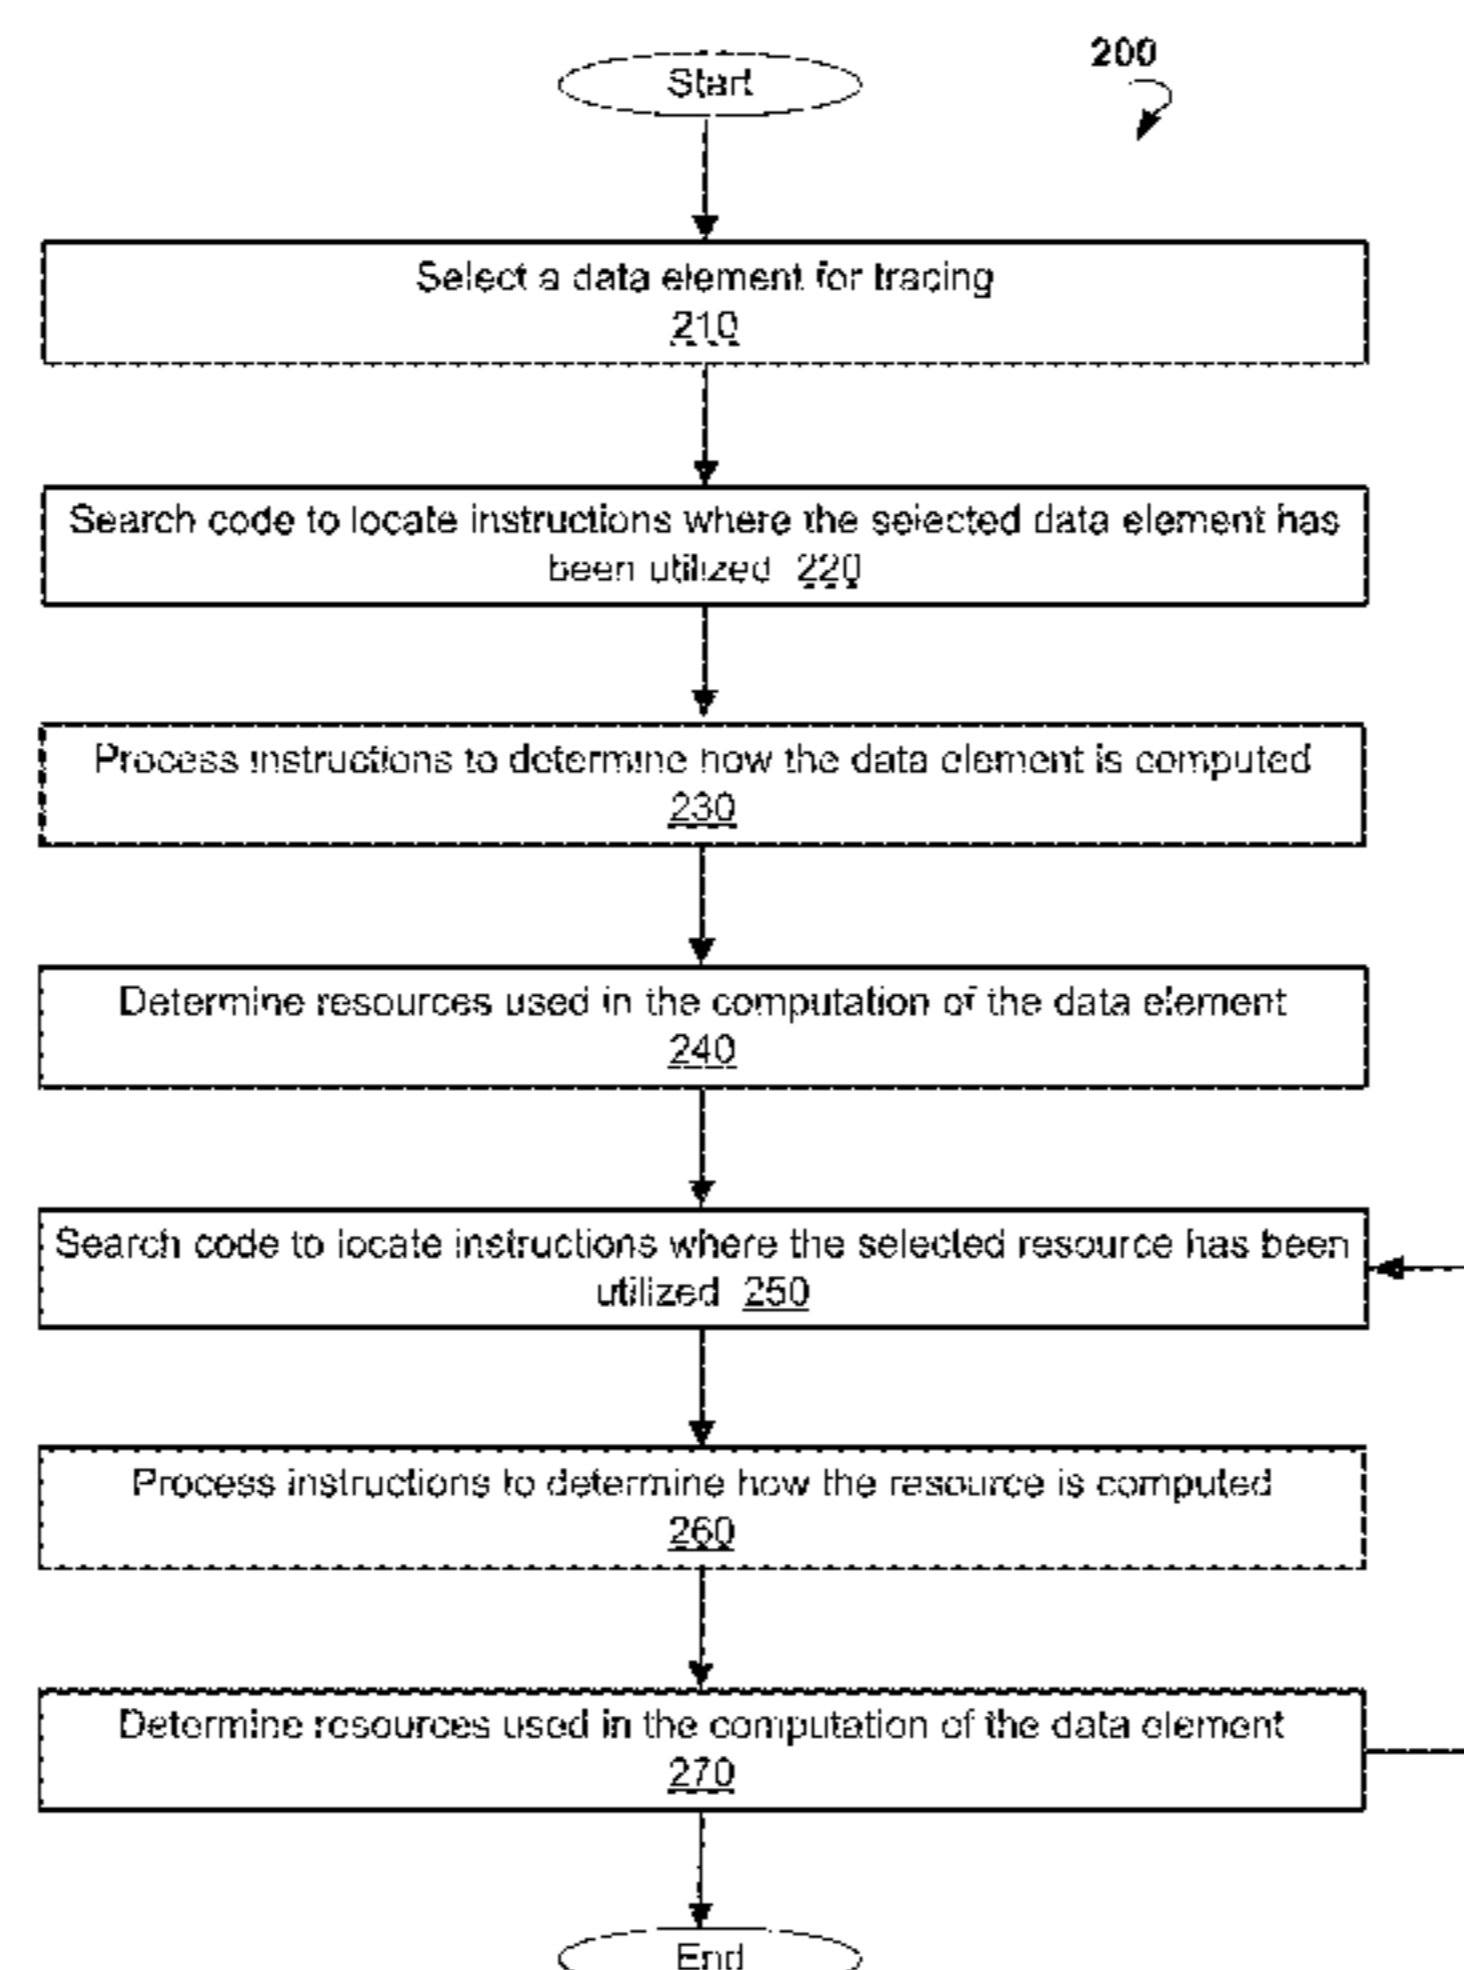 200
Start
Select a data element for tracing
210
Search code to locate instructions where the selected data element has
been utilized 220
Process instructions to determine how the data element is computed
230
Determine resources used in the computation of the data element
240
Search code to locate instructions where the selected resource has been
utilized 250
Process instructions to determine how the resource is computed
260
Determine resources used in the computation of the data element
270
End